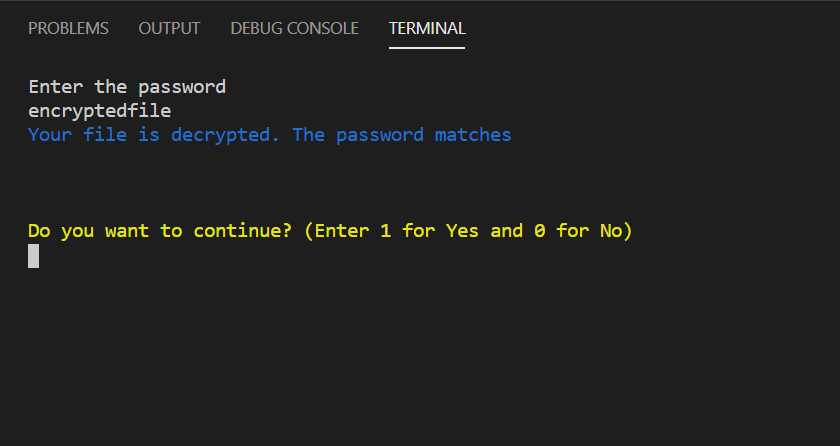 PROBLEMS OUTPUT DEBUG CONSOLE TERMINAL
Enter the password
encryptedfile
Your file is decrypted. The password matches
Do you want to continue? (Enter 1 for Yes and 0 for No)